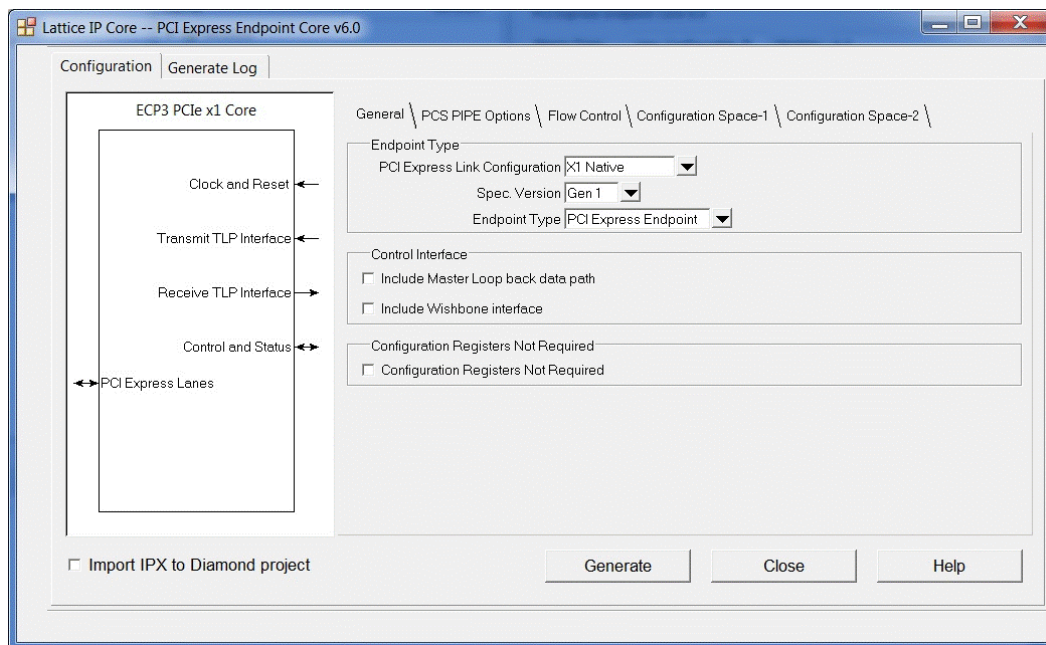 Lattice IP Core -- PCI Express Endpoint Core v6.0
Configuration
Generate Log
ECP3 PCIe x1 Core
Clock and Reset
Transmit TLP Interface
Receive TLP Interface
Control and Status
PCI Express Lanes
General \ PCS PIPE Options \ Flow Control \ Configuration Space-1 \ Configuration Space-2 \
Endpoint Type
PCI Express Link Configuration X1 Native
Spec. Version Gen 1
Endpoint Type PCI Express Endpoint
Control Interface
Include Master Loop back data path
Include Wishbone interface
Configuration Registers Not Required
Configuration Registers Not Required
Import IPX to Diamond project
Generate
Close
Help